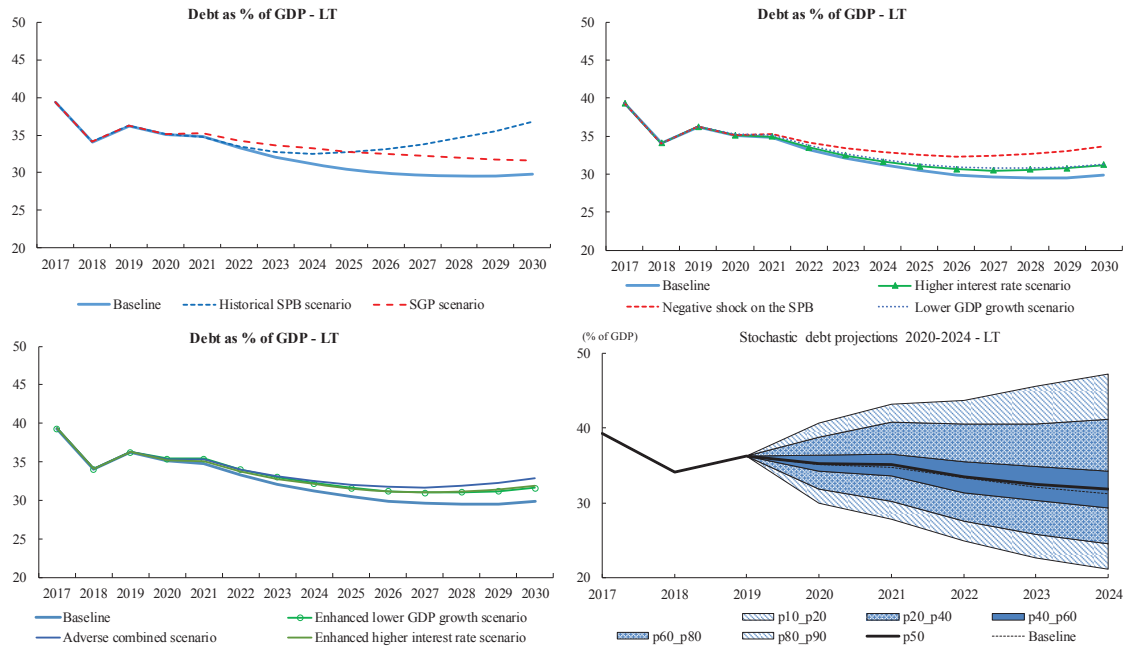 Debt as % of GDP - LT
50
45
40
35
30
25
20
2017 2018 2019 2020 2021 2022 2023 2024 2025 2026 2027 2028 2029 2030
Baseline Historical SPB scenario SGP scenario
Debt as % of GDP - LT
50
45
40
35
30
25
20
2017 2018 2019 2020 2021 2022 2023 2024 2025 2026 2027 2028 2029 2030
Baseline Higher interest rate scenario
Negative shock on the SPB Lower GDP growth scenario
Debt as % of GDP - LT
50
45
40
35
30
25
20
2017 2018 2019 2020 2021 2022 2023 2024 2025 2026 2027 2028 2029 2030
Baseline Enhanced lower GDP growth scenario
Adverse combined scenario Enhanced higher interest rate scenario
(% of GDP) Stochastic debt projections 2020-2024 - LT
50
40
30
20
2017 2018 2019 2020 2021 2022 2023 2024
p10_p20 p20_p40 p40_p60
p60_p80 p80_p90 p50 Baseline